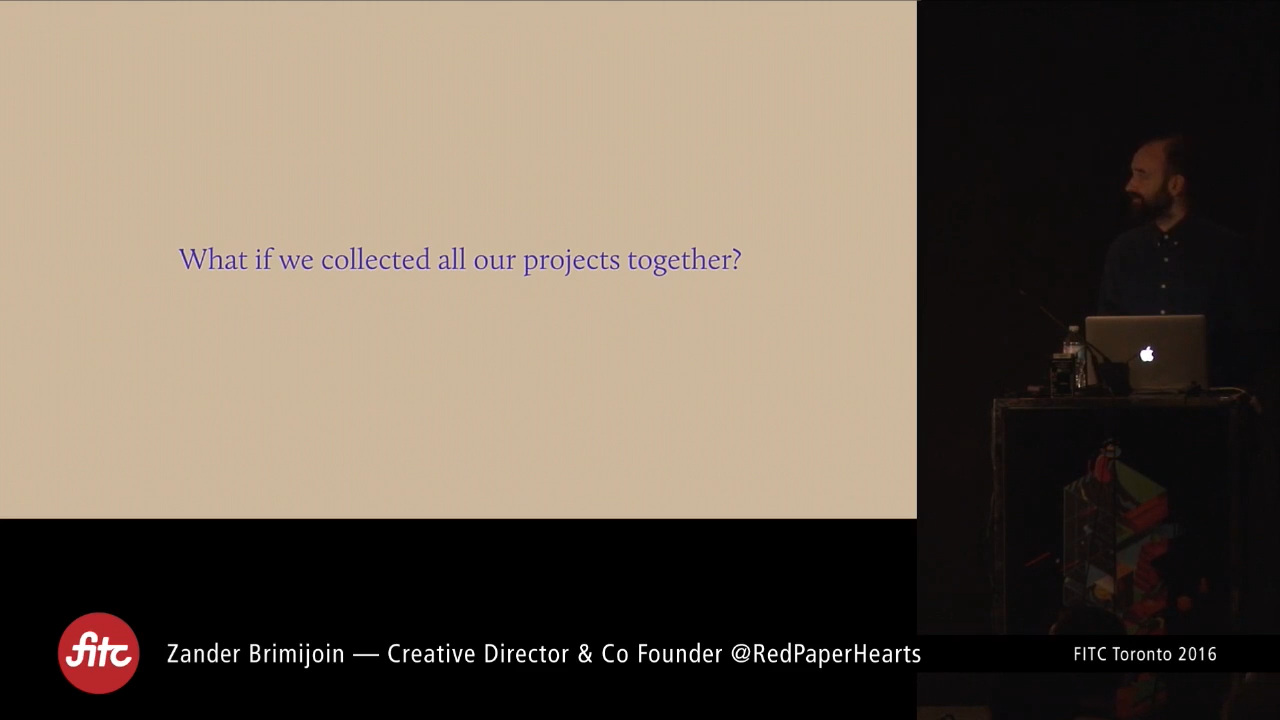 What if we collected all our projects together?
fitc
Zander Brimijoin — Creative Director & Co Founder @RedPaperHearts
FITC Toronto 2016